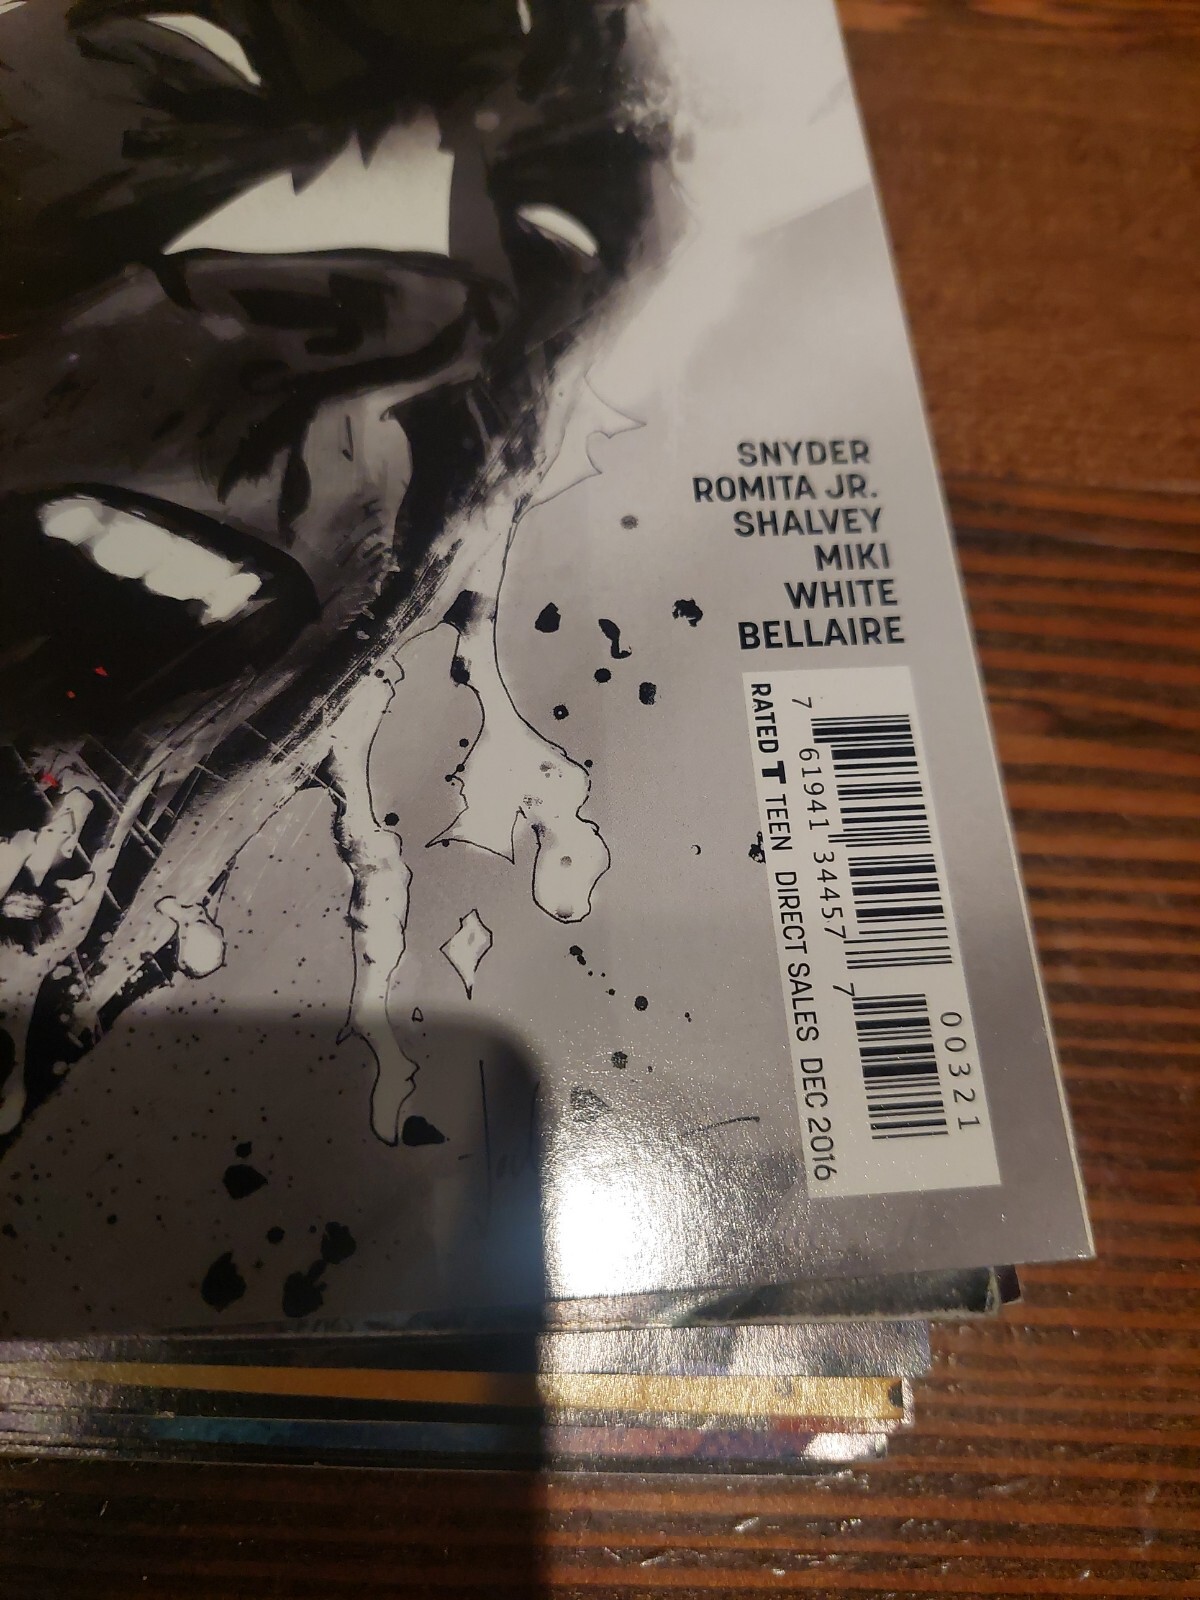 SNYDER
ROMITA JR.
SHALVEY
MIKI
WHITE
BELLAIRE
RATED T TEEN DIRECT SALES DEC 2016
7 61941 34457 7
00321